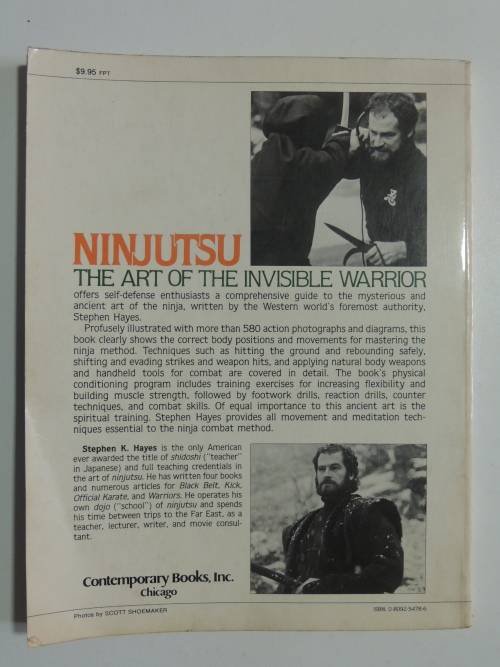 $9.95 FPT
NINJUTSU
THE ART OF THE INVISIBLE WARRIOR
offers self-defense enthusiasts a comprehensive guide to the mysterious and
ancient art of the ninja, written by the Western world's foremost authority,
Stephen Hayes.
Profusely illustrated with more than 580 action photographs and diagrams, this
book clearly shows the correct body positions and movements for mastering the
ninja method. Techniques such as hitting the ground and rebounding safely,
shifting and evading strikes and weapon hits, and applying natural body weapons
and handheld tools for combat are covered in detail. The book's physical
conditioning program includes training exercises for increasing flexibility and
building muscle strength, followed by footwork drills, reaction drills, counter
techniques, and combat skills. Of equal importance to this ancient art is the
spiritual training. Stephen Hayes provides all movement and meditation tech-
niques essential to the ninja combat method.
Stephen K. Hayes is the only American
ever awarded the title of shidoshi ("teacher"
in Japanese) and full teaching credentials in
the art of ninjutsu. He has written four books
and numerous articles for Black Belt, Kick,
Official Karate, and Warriors. He operates his
own dojo ("school") of ninjutsu and spends
his time between trips to the Far East, as a
teacher, lecturer, writer, and movie consul-
tant.
Contemporary Books, Inc.
Chicago
Photos by SCOTT SHOEMAKER
ISBN: 0-8092-5478-6